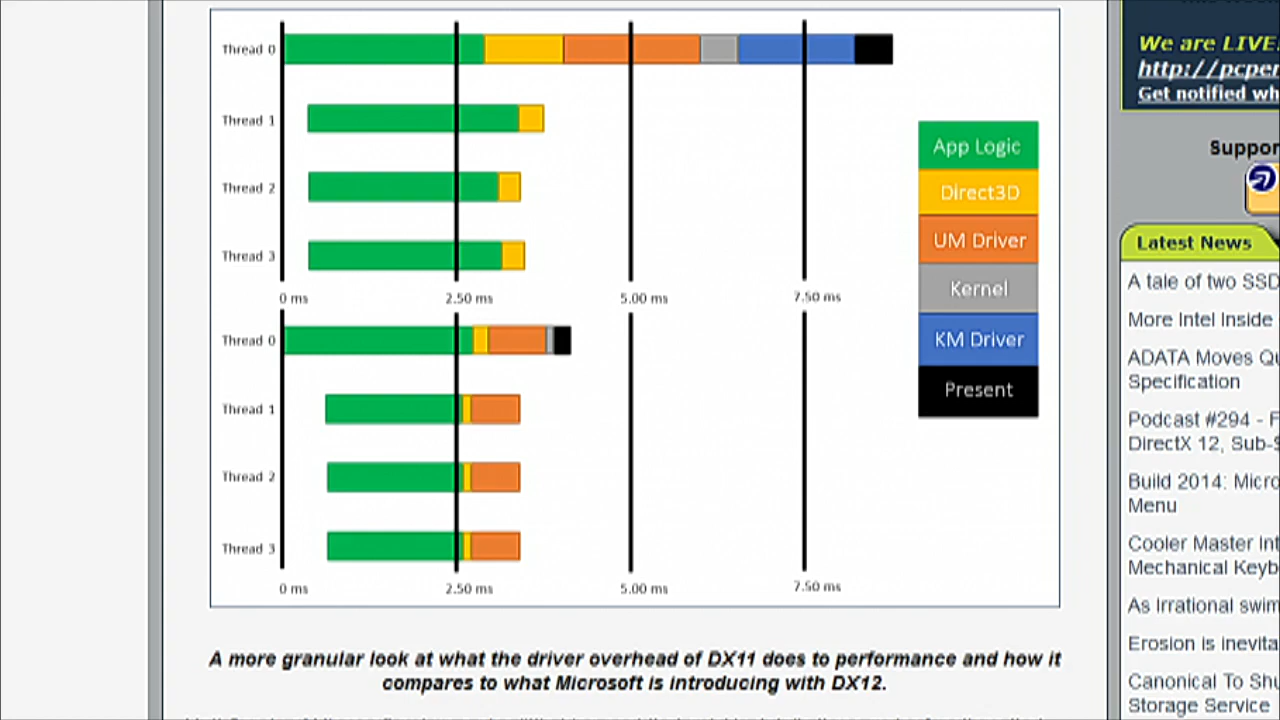 Thread 0
Thread 1
Thread 2
Thread 3
0 ms 2.50 ms 5.00 ms 7.50 ms
Thread 0
Thread 1
Thread 2
Thread 3
0 ms 2.50 ms 5.00 ms 7.50 ms
App Logic
Direct3D
UM Driver
Kernel
KM Driver
Present
A more granular look at what the driver overhead of DX11 does to performance and how it
compares to what Microsoft is introducing with DX12.
We are LIVE
http://pcper
Get notified wh
Suppor
Latest News
A tale of two SSD
More Intel Inside
ADATA Moves Qu
Specification
Podcast #294 - F
DirectX 12, Sub-
Build 2014: Micro
Menu
Cooler Master Int
Mechanical Keyb
As Irrational swim
Erosion is Inevita
Canonical To Shu
Storage Service